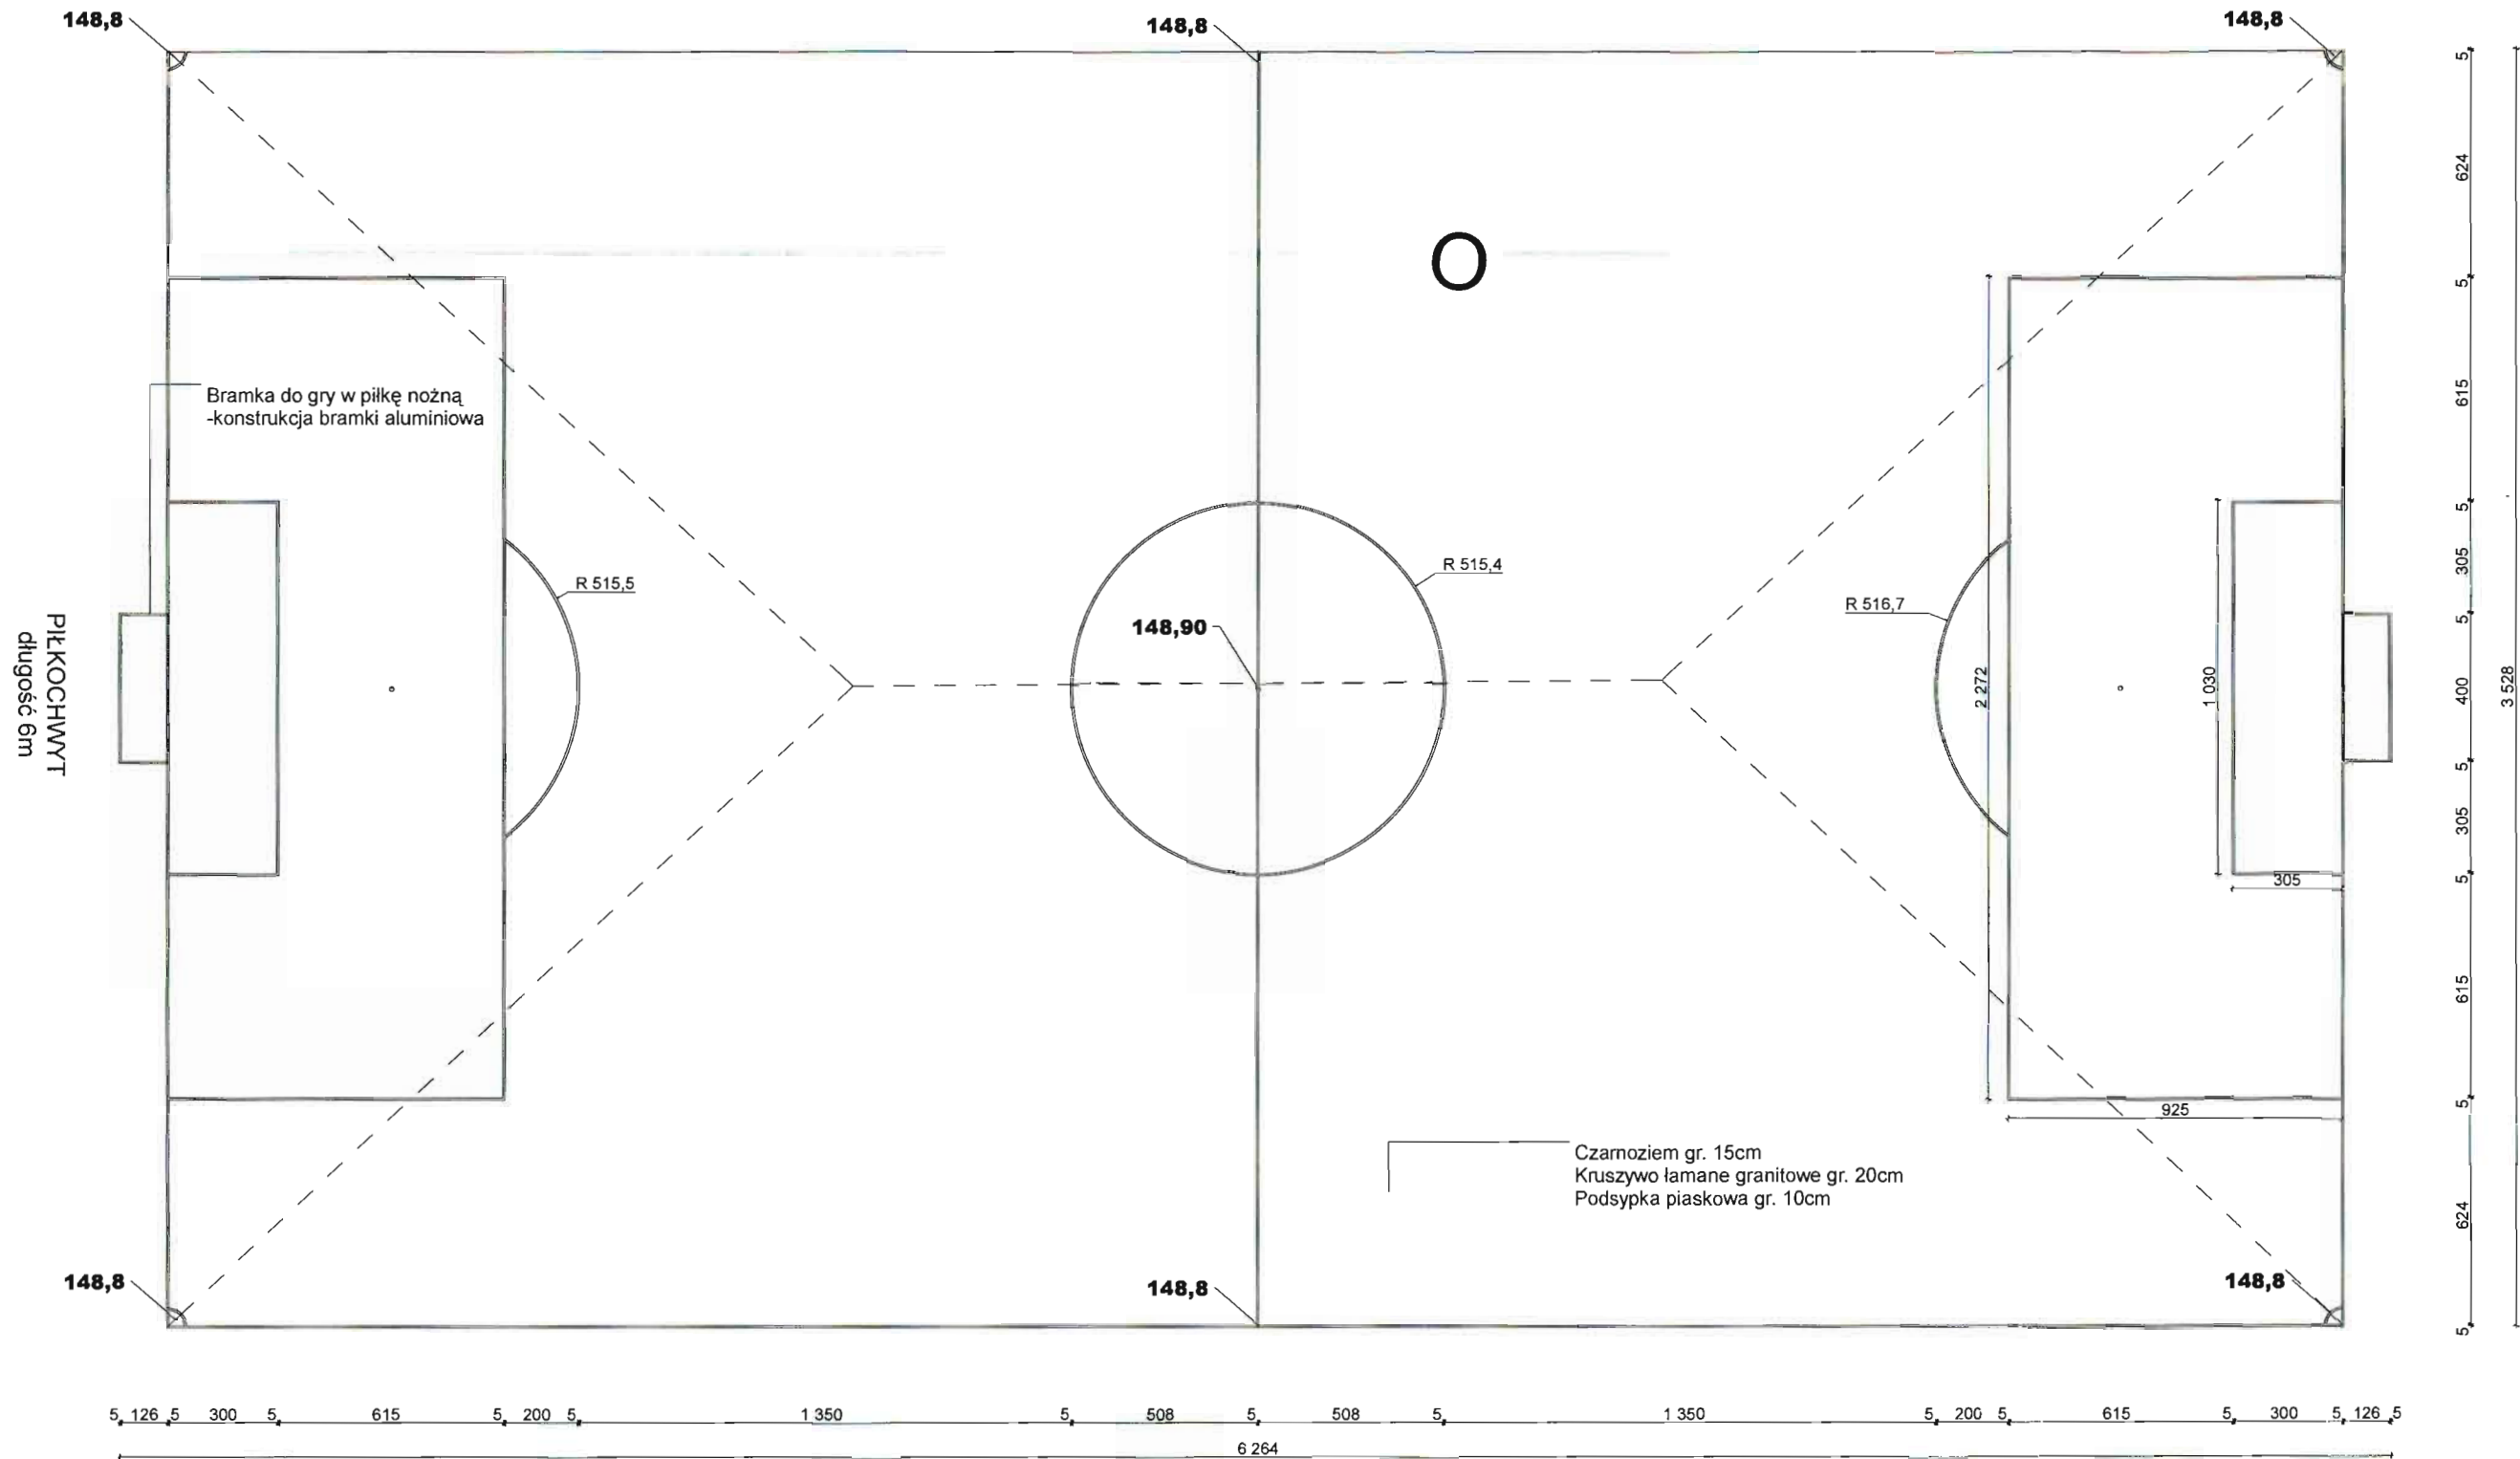 148,8
148,8
148,8
O
Bramka do gry w piłkę nożną
-konstrukcja bramki aluminiowa
R 515,5
R 515,4
R 516,7
148,90
PIŁKOCHWYT
długość 6m
2 272
1 030
305
925
Czarnoziem gr. 15cm
Kruszywo łamane granitowe gr. 20cm
Podsypka piaskowa gr. 10cm
148,8
148,8
148,8
5 624 5 615 5 305 5 400 5 305 5 615 5 624 5
3 528
5 126 5 300 5 615 5 200 5 1 350 5 508 5 508 5 1 350 5 200 5 615 5 300 5 126 5
6 264